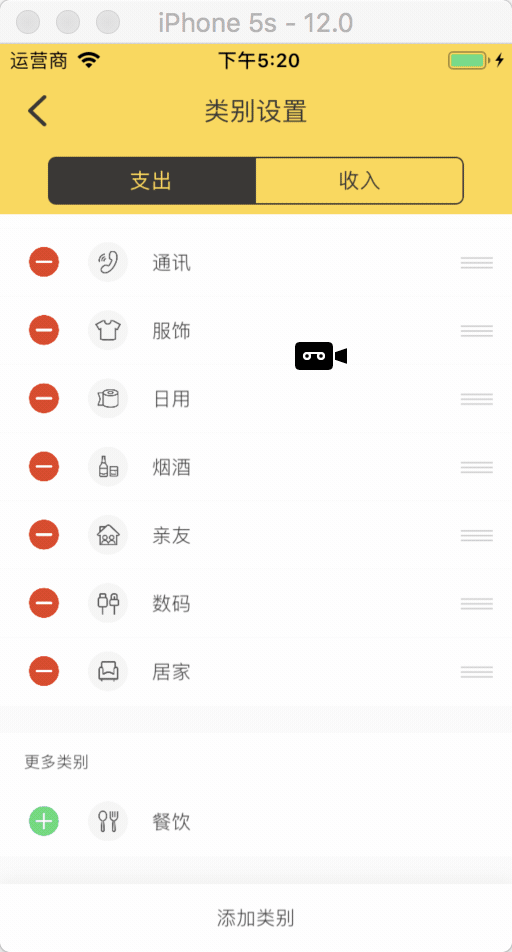 iPhone 5s - 12.0
运营商 下午5:20
类别设置
支出 收入
通讯
服饰
日用
烟酒
亲友
数码
居家
更多类别
餐饮
添加类别